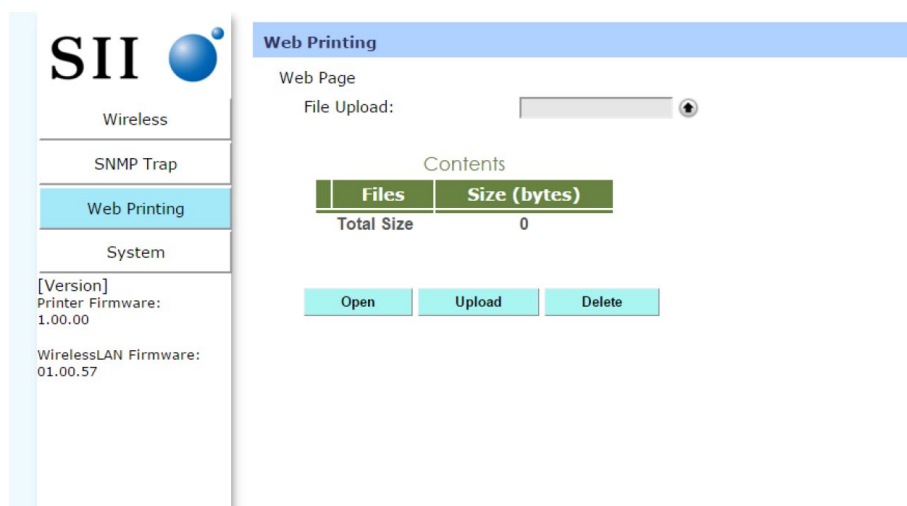 SII
Wireless
SNMP Trap
Web Printing
System
[Version]
Printer Firmware:
1.00.00
WirelessLAN Firmware:
01.00.57
Web Printing
Web Page
File Upload:
Contents
Files Size (bytes)
Total Size 0
Open Upload Delete